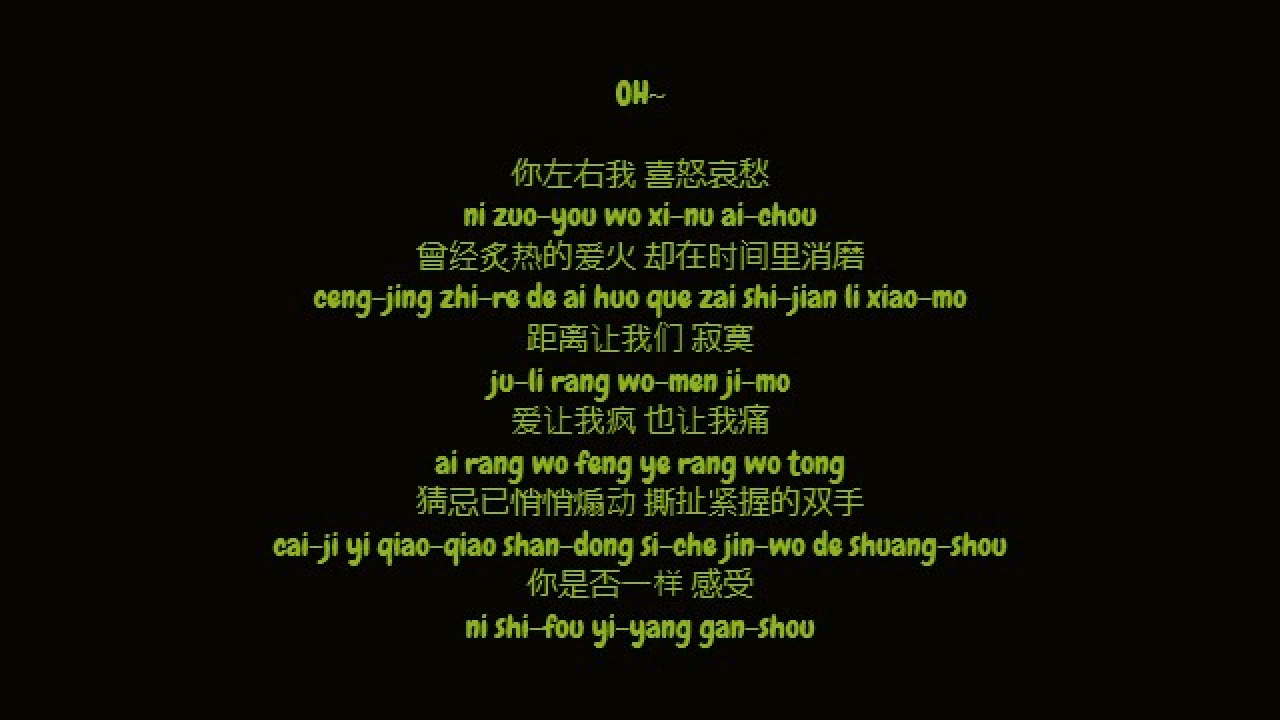 OH~
你左右我 喜怒哀愁
ni zuo-you wo xi-nu ai-chou
曾经炙热的爱火 却在时间里消磨
ceng-jing zhi-re de ai huo que zai shi-jian li xiao-mo
距离让我们 寂寞
ju-li rang wo-men ji-mo
爱让我疯 也让我痛
ai rang wo feng ye rang wo tong
猜忌已悄悄煽动 撕扯紧握的双手
cai-ji yi qiao-qiao shan-dong si-che jin-wo de shuang-shou
你是否一样 感受
ni shi-fou yi-yang gan-shou